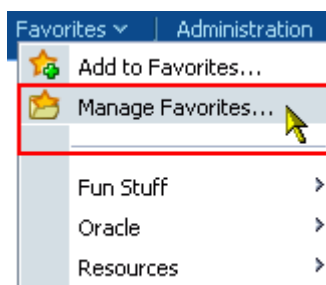 Favorites | Administration
Add to Favorites...
Manage Favorites...
Fun Stuff
Oracle
Resources